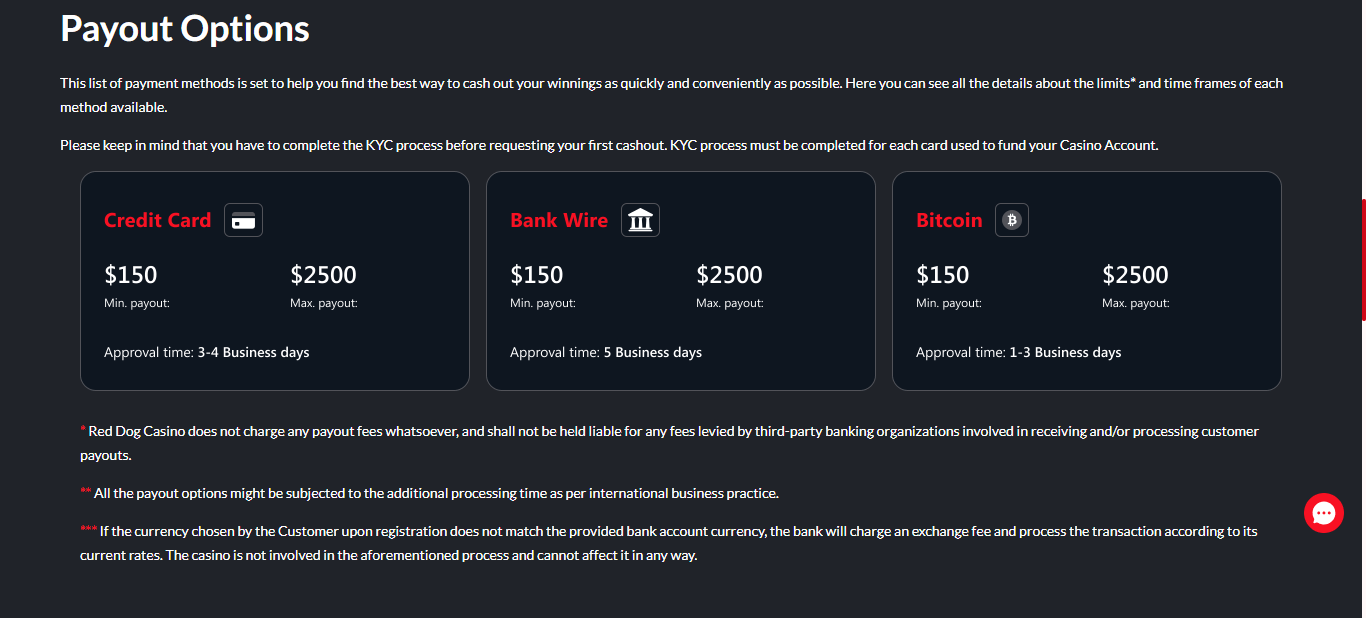 Payout Options
This list of payment methods is set to help you find the best way to cash out your winnings as quickly and conveniently as possible. Here you can see all the details about the limits* and time frames of each
method available.
Please keep in mind that you have to complete the KYC process before requesting your first cashout. KYC process must be completed for each card used to fund your Casino Account.
Credit Card
$150 $2500
Min. payout: Max. payout:
Approval time: 3-4 Business days
Bank Wire
$150 $2500
Min. payout: Max. payout:
Approval time: 5 Business days
Bitcoin
$150 $2500
Min. payout: Max. payout:
Approval time: 1-3 Business days
* Red Dog Casino does not charge any payout fees whatsoever, and shall not be held liable for any fees levied by third-party banking organizations involved in receiving and/or processing customer
payouts.
** All the payout options might be subjected to the additional processing time as per international business practice.
*** If the currency chosen by the Customer upon registration does not match the provided bank account currency, the bank will charge an exchange fee and process the transaction according to its
current rates. The casino is not involved in the aforementioned process and cannot affect it in any way.